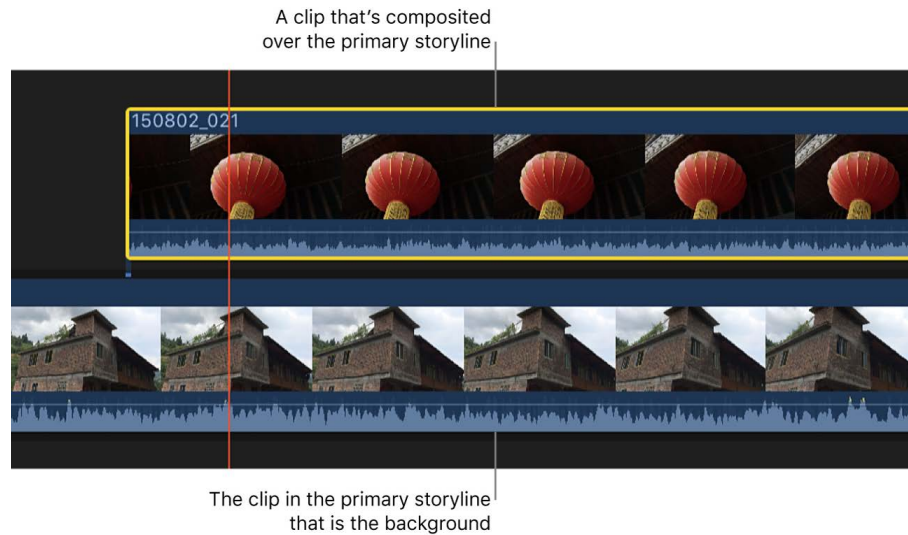 A clip that’s composited
over the primary storyline
150802_021
The clip in the primary storyline
that is the background